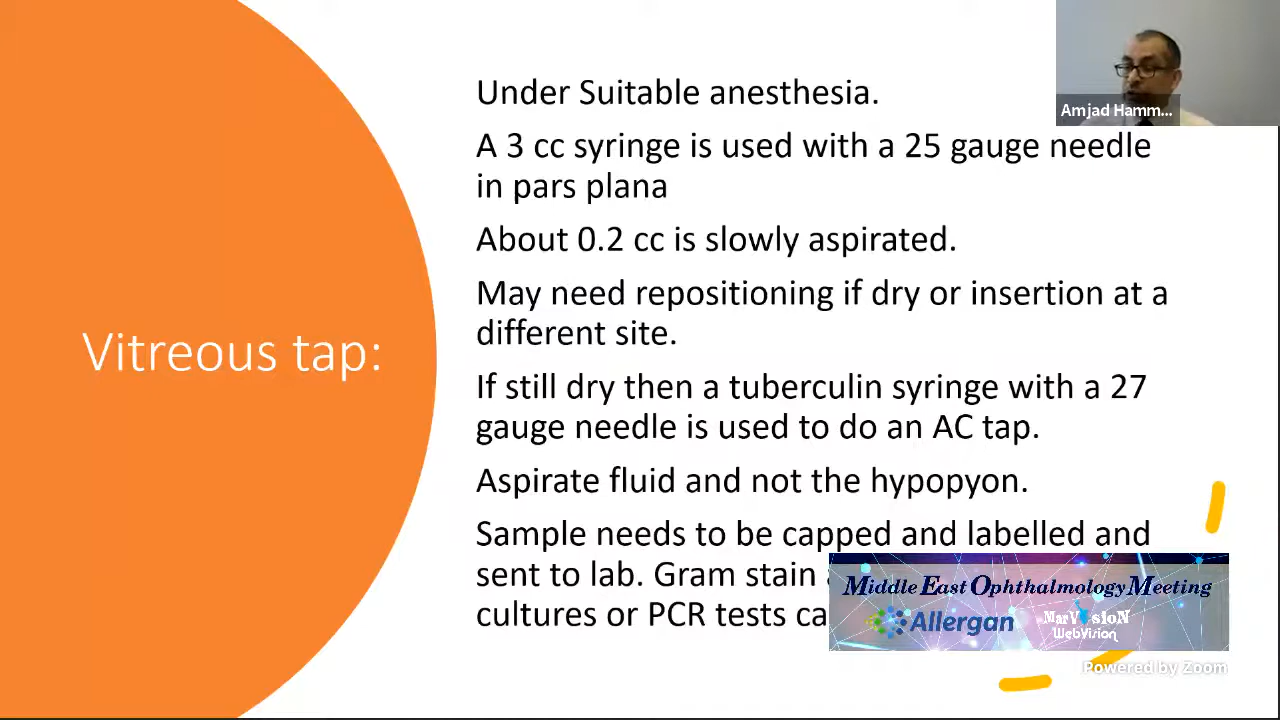 Amjad Hamm...
Under Suitable anesthesia.
A 3 cc syringe is used with a 25 gauge needle
in pars plana
About 0.2 cc is slowly aspirated.
May need repositioning if dry or insertion at a
different site.
Vitreous tap:
If still dry then a tuberculin syringe with a 27
gauge needle is used to do an AC tap.
Aspirate fluid and not the hypopyon.
Sample needs to be capped and labelled and
sent to lab. Gram stain
cultures or PCR tests ca
Middle East Ophthalmology Meeting
Allergan
MarVision
WebVision
Powered by Zoom